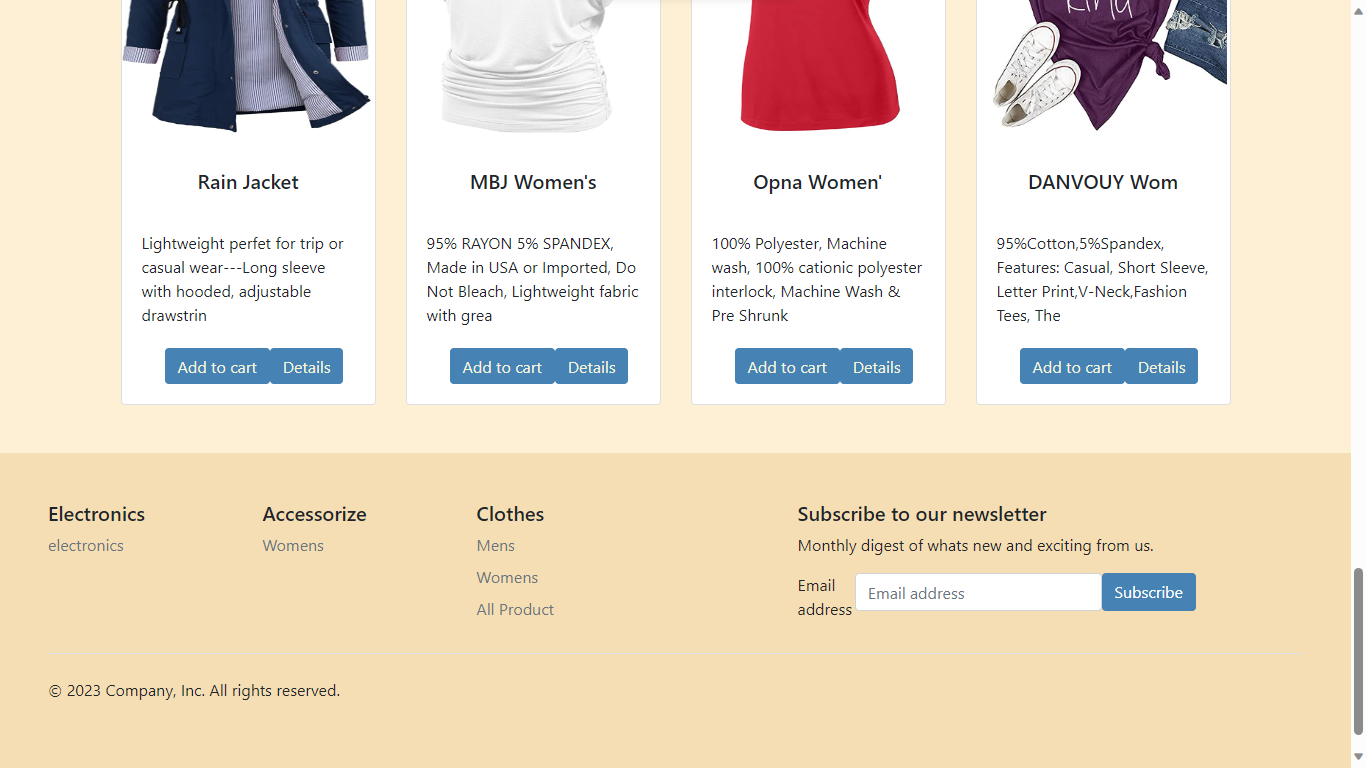 Rain Jacket
Lightweight perfet for trip or
casual wear---Long sleeve
with hooded, adjustable
drawstrin
Add to cart
Details
MBJ Women's
95% RAYON 5% SPANDEX,
Made in USA or Imported, Do
Not Bleach, Lightweight fabric
with grea
Add to cart
Details
Opna Women'
100% Polyester, Machine
wash, 100% cationic polyester
interlock, Machine Wash &
Pre Shrunk
Add to cart
Details
DANVOUY Wom
95%Cotton,5%Spandex,
Features: Casual, Short Sleeve,
Letter Print,V-Neck,Fashion
Tees, The
Add to cart
Details
Electronics
electronics
Accessorize
Womens
Clothes
Mens
Womens
All Product
Subscribe to our newsletter
Monthly digest of whats new and exciting from us.
Email
address
Email address
Subscribe
© 2023 Company, Inc. All rights reserved.